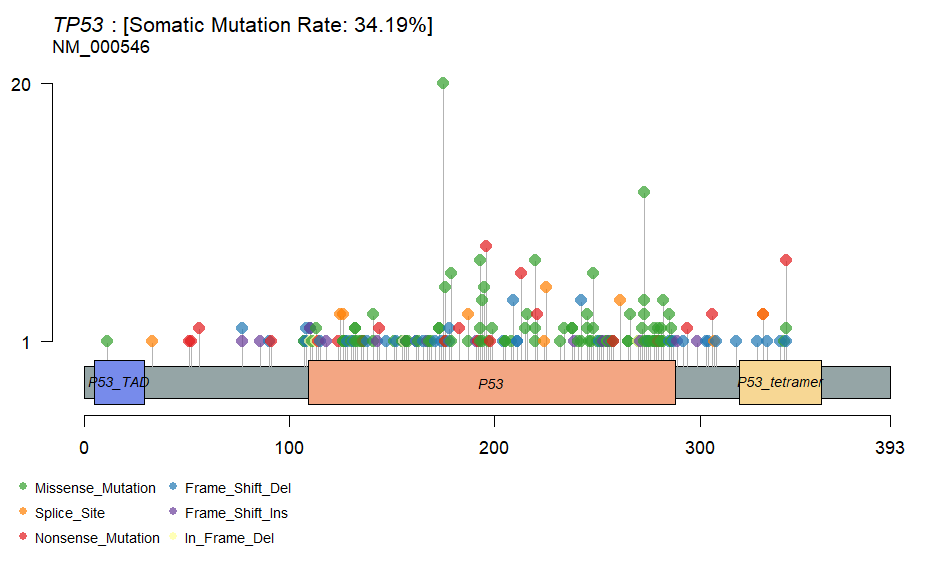 TP53 : [Somatic Mutation Rate: 34.19%]
NM_000546
20
1
P53_TAD P53 P53_tetramer
0 100 200 300 393
Missense_Mutation Frame_Shift_Del
Splice_Site Frame_Shift_Ins
Nonsense_Mutation In_Frame_Del